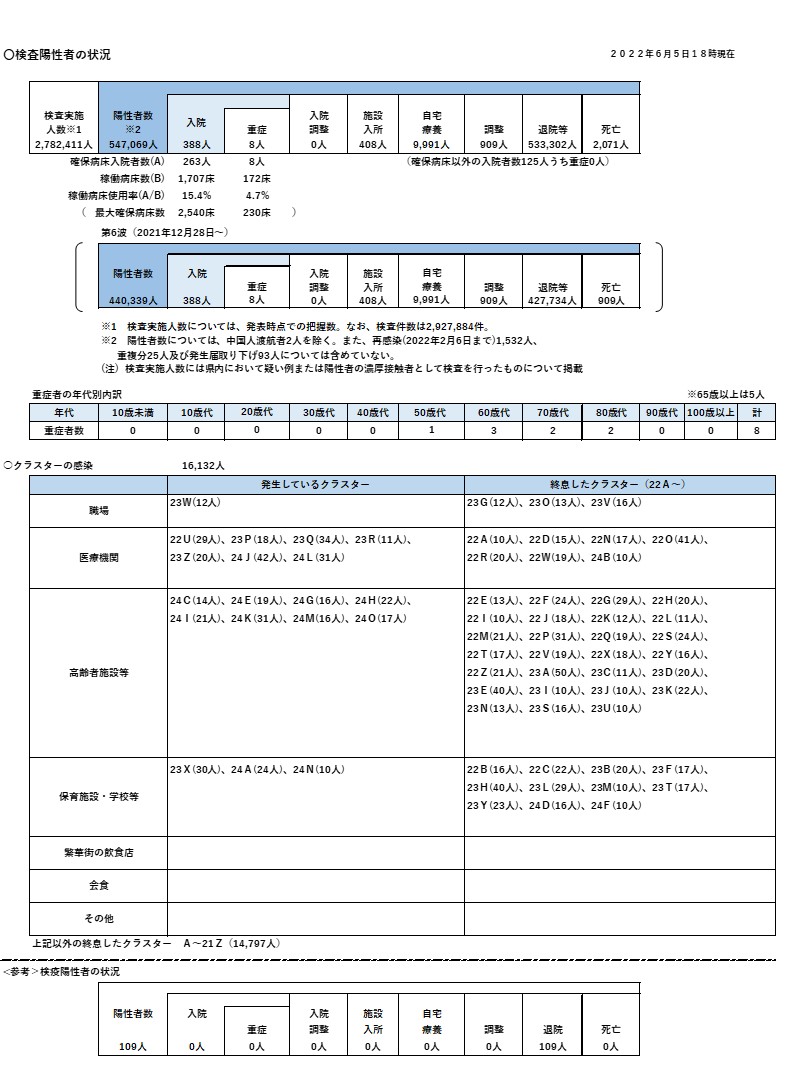 〇検査陽性者の状況
２０２２年６月５日１８時現在
検査実施人数※1 陽性者数※2 入院 重症 入院調整 施設入所 自宅療養 調整 退院等 死亡
2,782,411人 547,069人 388人 8人 0人 408人 9,991人 909人 533,302人 2,071人
確保病床入院者数(A) 263人 8人 （確保病床以外の入院者数125人うち重症0人）
稼働病床数(B) 1,707床 172床
稼働病床使用率(A/B) 15.4% 4.7%
（ 最大確保病床数 2,540床 230床 ）
第6波（2021年12月28日～）
陽性者数 入院 重症 入院調整 施設入所 自宅療養 調整 退院等 死亡
440,339人 388人 8人 0人 408人 9,991人 909人 427,734人 909人
※1　検査実施人数については、発表時点での把握数。なお、検査件数は2,927,884件。
※2　陽性者数については、中国人渡航者2人を除く。また、再感染(2022年2月6日まで)1,532人、
重複分25人及び発生届取り下げ93人については含めていない。
(注)　検査実施人数には県内において疑い例または陽性者の濃厚接触者として検査を行ったものについて掲載
重症者の年代別内訳 ※65歳以上は5人
年代 10歳未満 10歳代 20歳代 30歳代 40歳代 50歳代 60歳代 70歳代 80歳代 90歳代 100歳以上 計
重症者数 0 0 0 0 0 1 3 2 2 0 0 8
〇クラスターの感染 16,132人
発生しているクラスター 終息したクラスター（22Ａ～）
職場
23Ｗ(12人)
23Ｇ(12人)、23Ｏ(13人)、23Ｖ(16人)
医療機関
22Ｕ(29人)、23Ｐ(18人)、23Ｑ(34人)、23Ｒ(11人)、
23Ｚ(20人)、24Ｊ(42人)、24Ｌ(31人)
22Ａ(10人)、22Ｄ(15人)、22Ｎ(17人)、22Ｏ(41人)、
22Ｒ(20人)、22Ｗ(19人)、24Ｂ(10人)
高齢者施設等
24Ｃ(14人)、24Ｅ(19人)、24Ｇ(16人)、24Ｈ(22人)、
24Ｉ(21人)、24Ｋ(31人)、24Ｍ(16人)、24Ｏ(17人)
22Ｅ(13人)、22Ｆ(24人)、22Ｇ(29人)、22Ｈ(20人)、
22Ｉ(10人)、22Ｊ(18人)、22Ｋ(12人)、22Ｌ(11人)、
22Ｍ(21人)、22Ｐ(31人)、22Ｑ(19人)、22Ｓ(24人)、
22Ｔ(17人)、22Ｖ(19人)、22Ｘ(18人)、22Ｙ(16人)、
22Ｚ(21人)、23Ａ(50人)、23Ｃ(11人)、23Ｄ(20人)、
23Ｅ(40人)、23Ｉ(10人)、23Ｊ(10人)、23Ｋ(22人)、
23Ｎ(13人)、23Ｓ(16人)、23Ｕ(10人)
保育施設・学校等
23Ｘ(30人)、24Ａ(24人)、24Ｎ(10人)
22Ｂ(16人)、22Ｃ(22人)、23Ｂ(20人)、23Ｆ(17人)、
23Ｈ(40人)、23Ｌ(29人)、23Ｍ(10人)、23Ｔ(17人)、
23Ｙ(23人)、24Ｄ(16人)、24Ｆ(10人)
繁華街の飲食店
会食
その他
上記以外の終息したクラスター　Ａ～21Ｚ（14,797人）
<参考＞検疫陽性者の状況
陽性者数 入院 重症 入院調整 施設入所 自宅療養 調整 退院 死亡
109人 0人 0人 0人 0人 0人 0人 109人 0人